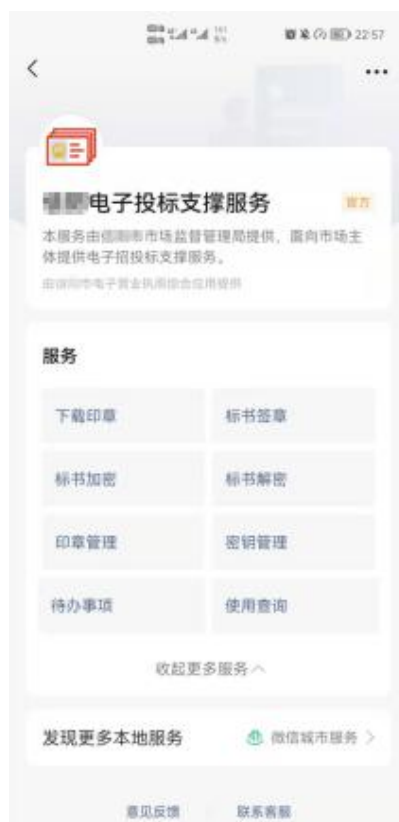 22:57
电子投标支撑服务
官方
本服务由信阳市市场监督管理局提供，面向市场主
体提供电子招投标支撑服务。
服务
下载印章
标书签章
标书加密
标书解密
印章管理
密钥管理
待办事项
使用查询
收起更多服务
发现更多本地服务
微信城市服务
意见反馈
联系客服